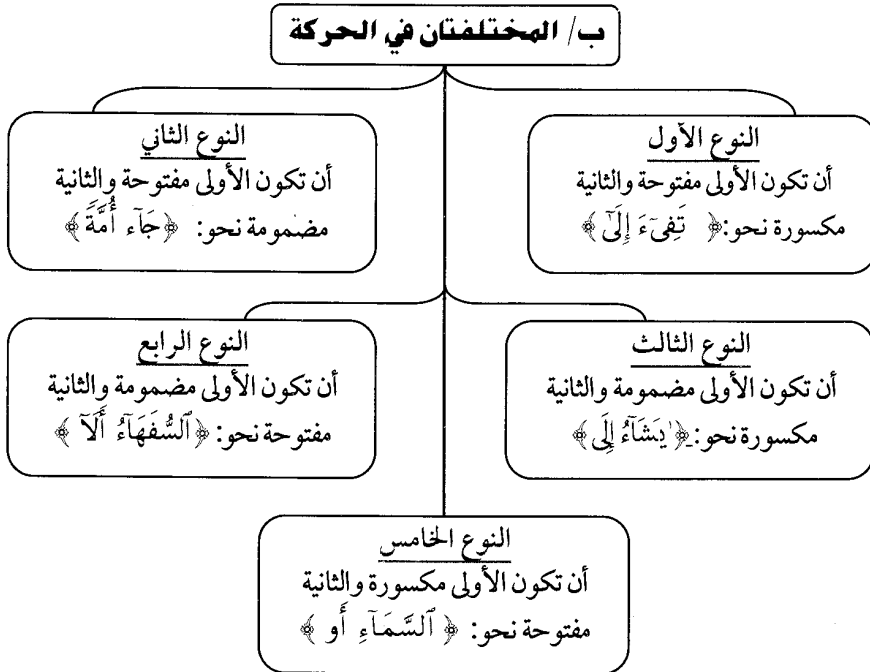 ب/ المختلفتان في الحركة
النوع الأول
أن تكون الأولى مفتوحة والثانية
مكسورة نحو: ﴿ تَفِىٓءَ إِلَىٰٓ ﴾
النوع الثاني
أن تكون الأولى مفتوحة والثانية
مضمومة نحو: ﴿جَآءَ أُمَّةً﴾
النوع الثالث
أن تكون الأولى مضمومة والثانية
مكسورة نحو: ﴿يَشَآءُ إِلَى﴾
النوع الرابع
أن تكون الأولى مضمومة والثانية
مفتوحة نحو: ﴿ٱلسُّفَهَآءُ أَلَآ ﴾
النوع الخامس
أن تكون الأولى مكسورة والثانية
مفتوحة نحو: ﴿ ٱلسَّمَآءِ أَو ﴾